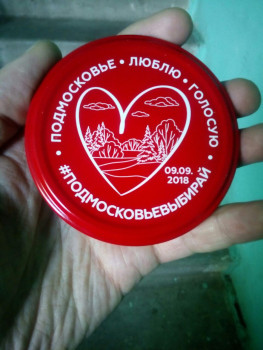 • ПОДМОСКОВЬЕ • ЛЮБЛЮ • ГОЛОСУЮ •
09.09.
2018
#ПОДМОСКОВЬЕВЫБИРАЙ